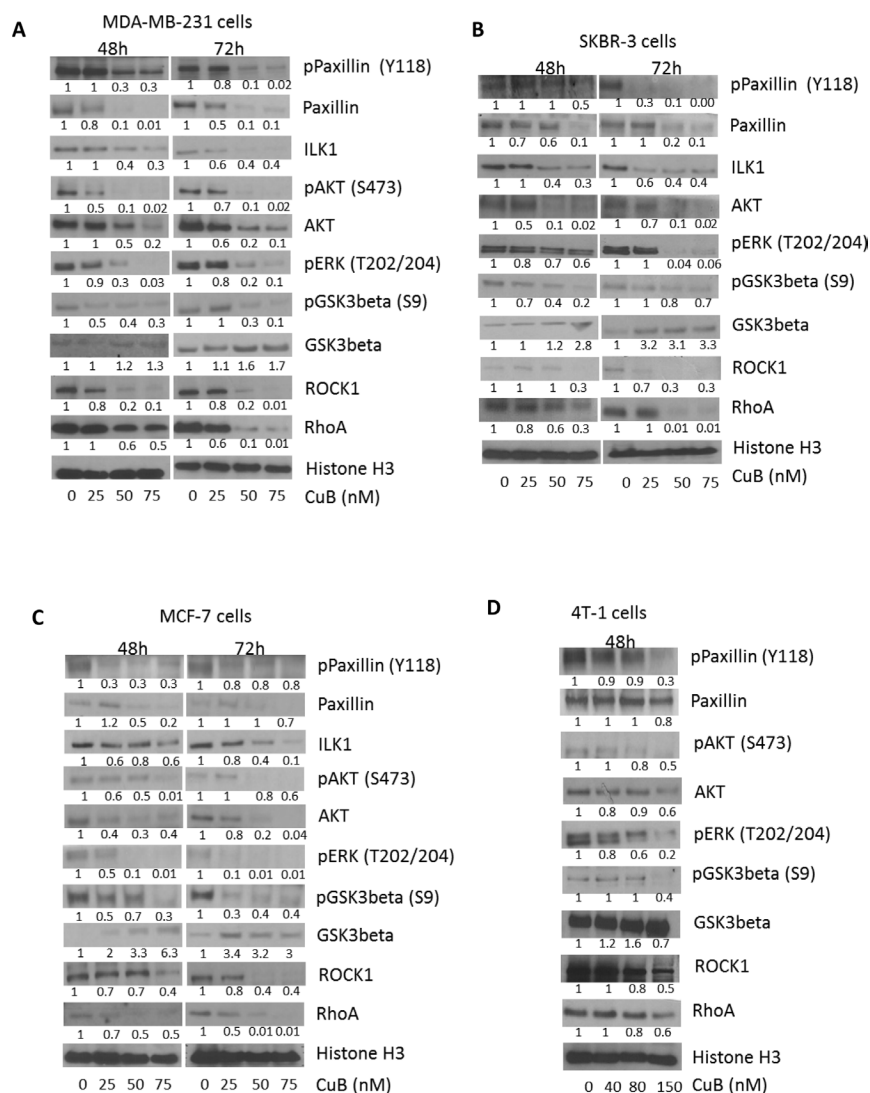 A
MDA-MB-231 cells
48h 72h
pPaxillin (Y118)
1 1 0.3 0.3 1 0.8 0.1 0.02
Paxillin
1 0.8 0.1 0.01 1 0.5 0.1 0.1
ILK1
1 1 0.4 0.3 1 0.6 0.4 0.4
pAKT (S473)
1 0.5 0.1 0.02 1 0.7 0.1 0.02
AKT
1 1 0.5 0.2 1 0.6 0.2 0.1
pERK (T202/204)
1 0.9 0.3 0.03 1 0.8 0.2 0.1
pGSK3beta (S9)
1 0.5 0.4 0.3 1 1 0.3 0.1
GSK3beta
1 1 1.2 1.3 1 1.1 1.6 1.7
ROCK1
1 0.8 0.2 0.1 1 0.8 0.2 0.01
RhoA
1 1 0.6 0.5 1 0.6 0.1 0.01
Histone H3
0 25 50 75 0 25 50 75 CuB (nM)
B
SKBR-3 cells
48h 72h
pPaxillin (Y118)
1 1 1 0.5 1 0.3 0.1 0.00
Paxillin
1 0.7 0.6 0.1 1 1 0.2 0.1
ILK1
1 1 0.4 0.3 1 0.6 0.4 0.4
AKT
1 0.5 0.1 0.02 1 0.7 0.1 0.02
pERK (T202/204)
1 0.8 0.7 0.6 1 1 0.04 0.06
pGSK3beta (S9)
1 0.7 0.4 0.2 1 1 0.8 0.7
GSK3beta
1 1 1.2 2.8 1 3.2 3.1 3.3
ROCK1
1 1 1 0.3 1 0.7 0.3 0.3
RhoA
1 0.8 0.6 0.3 1 1 0.01 0.01
Histone H3
0 25 50 75 0 25 50 75 CuB (nM)
C
MCF-7 cells
48h 72h
pPaxillin (Y118)
1 0.3 0.3 0.3 1 0.8 0.8 0.8
Paxillin
1 1.2 0.5 0.2 1 1 1 0.7
ILK1
1 0.6 0.8 0.6 1 0.8 0.4 0.1
pAKT (S473)
1 0.6 0.5 0.01 1 1 0.8 0.6
AKT
1 0.4 0.3 0.4 1 0.8 0.2 0.04
pERK (T202/204)
1 0.5 0.1 0.01 1 0.1 0.01 0.01
pGSK3beta (S9)
1 0.5 0.7 0.3 1 0.3 0.4 0.4
GSK3beta
1 2 3.3 6.3 1 3.4 3.2 3
ROCK1
1 0.7 0.7 0.4 1 0.8 0.4 0.4
RhoA
1 0.7 0.5 0.5 1 0.5 0.01 0.01
Histone H3
0 25 50 75 0 25 50 75 CuB (nM)
D
4T-1 cells
48h
pPaxillin (Y118)
1 0.9 0.9 0.3
Paxillin
1 1 1 0.8
pAKT (S473)
1 1 0.8 0.5
AKT
1 0.8 0.9 0.6
pERK (T202/204)
1 0.8 0.6 0.2
pGSK3beta (S9)
1 1 1 0.4
GSK3beta
1 1.2 1.6 0.7
ROCK1
1 1 0.8 0.5
RhoA
1 1 0.8 0.6
Histone H3
0 40 80 150 CuB (nM)